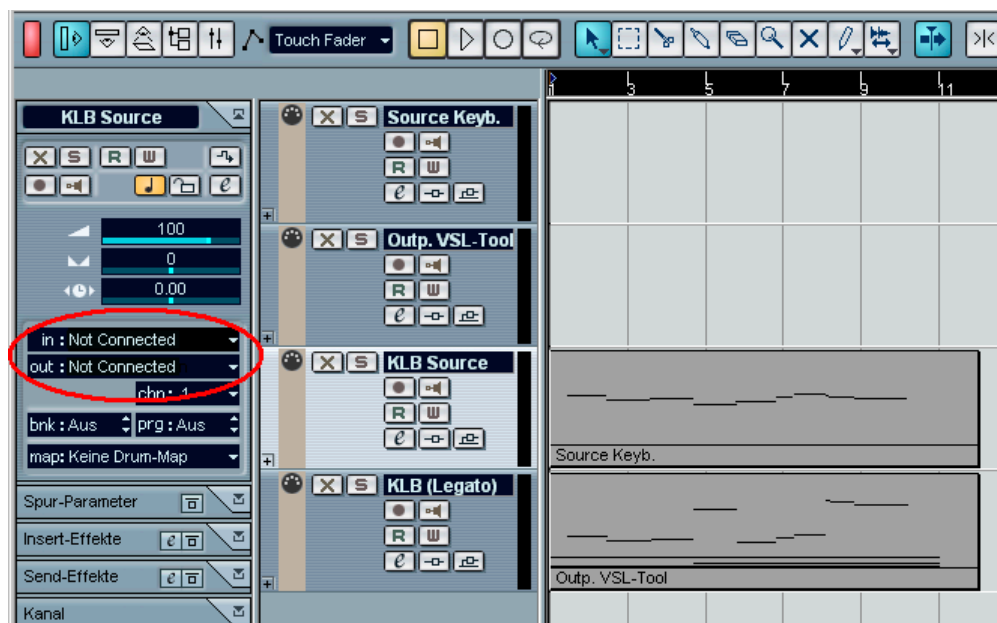 Touch Fader
1 3 5 7 9 11
KLB Source
X S R W
e
100
0
0.00
in : Not Connected
out : Not Connected
chn : 1
bnk : Aus prg : Aus
map: Keine Drum-Map
Spur-Parameter
Insert-Effekte e
Send-Effekte e
Kanal
X S Source Keyb.
R W
e
X S Outp. VSL-Tool
R W
e
X S KLB Source
R W
e
X S KLB (Legato)
R W
e
Source Keyb.
Outp. VSL-Tool